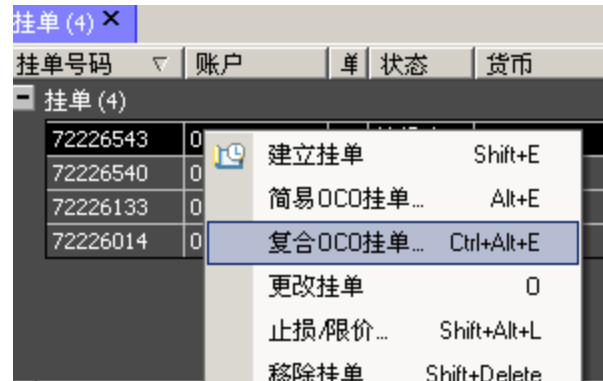 挂单 (4) ×
挂单号码 ▽ 账户 单 状态 货币
挂单 (4)
72226543 0
72226540 0
72226133 0
72226014 0
建立挂单 Shift+E
简易OCO挂单... Alt+E
复合OCO挂单... Ctrl+Alt+E
更改挂单 O
止损/限价... Shift+Alt+L
移除挂单 Shift+Delete